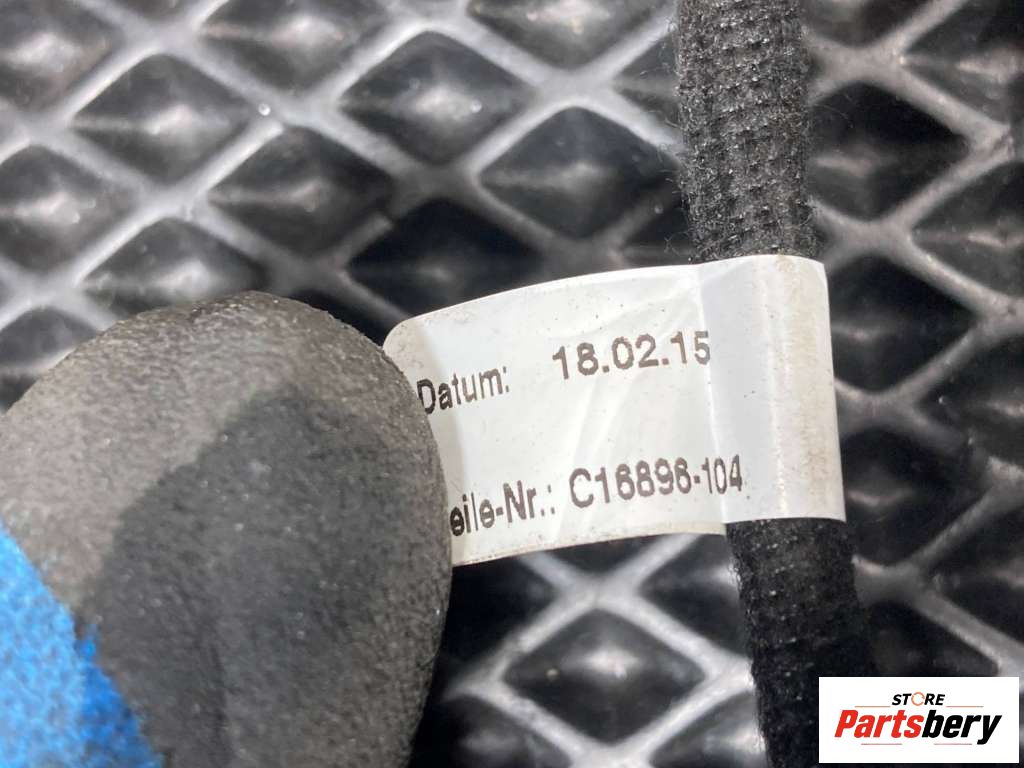 Datum: 18.02.15
eile-Nr.: C16896-104
STORE
Partsbery